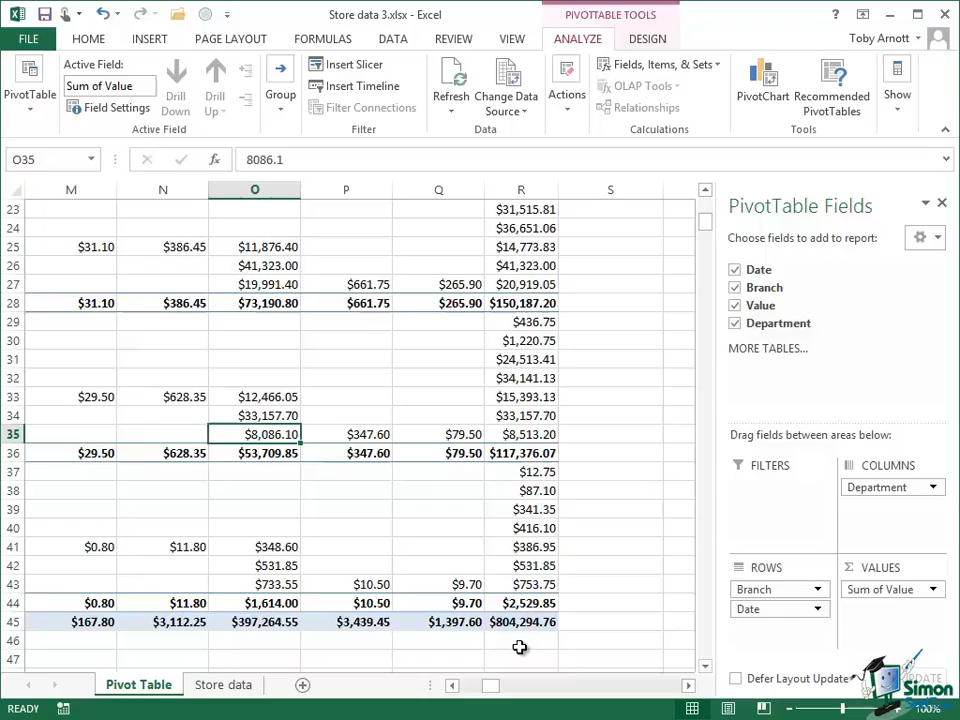 Store data 3.xlsx - Excel
PIVOTTABLE TOOLS
?
FILE HOME INSERT PAGE LAYOUT FORMULAS DATA REVIEW VIEW ANALYZE DESIGN Toby Arnott
PivotTable
Active Field:
Sum of Value
Field Settings
Drill Down
Drill Up
Active Field
Group
Insert Slicer
Insert Timeline
Filter Connections
Filter
Refresh
Change Data Source
Data
Actions
Fields, Items, & Sets
OLAP Tools
Relationships
Calculations
PivotChart
Recommended PivotTables
Tools
Show
O35 fx 8086.1
M N O P Q R S
23 $31,515.81
24 $36,651.06
25 $31.10 $386.45 $11,876.40 $14,773.83
26 $41,323.00 $41,323.00
27 $19,991.40 $661.75 $265.90 $20,919.05
28 $31.10 $386.45 $73,190.80 $661.75 $265.90 $150,187.20
29 $436.75
30 $1,220.75
31 $24,513.41
32 $34,141.13
33 $29.50 $628.35 $12,466.05 $15,393.13
34 $33,157.70 $33,157.70
35 $8,086.10 $347.60 $79.50 $8,513.20
36 $29.50 $628.35 $53,709.85 $347.60 $79.50 $117,376.07
37 $12.75
38 $87.10
39 $341.35
40 $416.10
41 $0.80 $11.80 $348.60 $386.95
42 $531.85 $531.85
43 $733.55 $10.50 $9.70 $753.75
44 $0.80 $11.80 $1,614.00 $10.50 $9.70 $2,529.85
45 $167.80 $3,112.25 $397,264.55 $3,439.45 $1,397.60 $804,294.76
46
47
PivotTable Fields
Choose fields to add to report:
Date
Branch
Value
Department
MORE TABLES...
Drag fields between areas below:
FILTERS
COLUMNS
Department
ROWS
Branch
Date
Σ VALUES
Sum of Value
Defer Layout Update
Pivot Table Store data
READY
100%
Simon